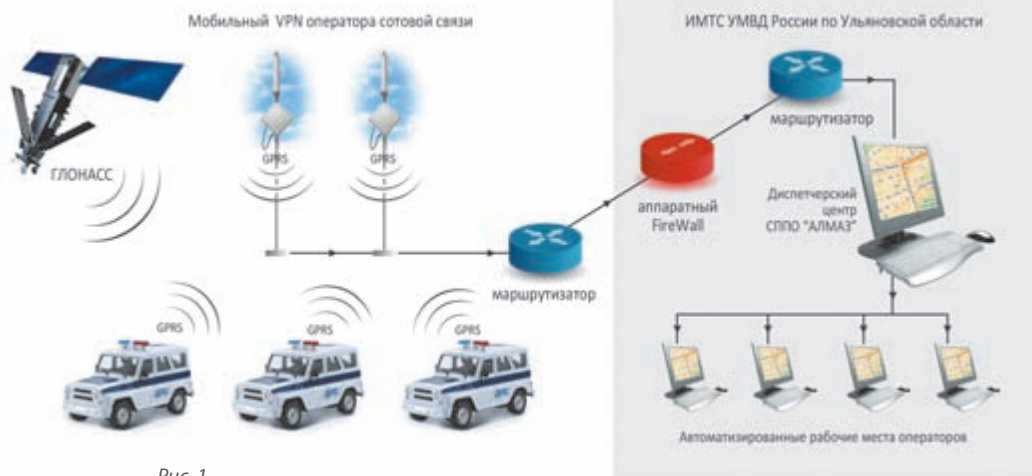 Мобильный VPN оператора сотовой связи
ИМТС УМВД России по Ульяновской области
ГЛОНАСС
GPRS
GPRS
маршрутизатор
аппаратный
FireWall
Диспетчерский
центр
СППО "АЛМАЗ"
маршрутизатор
GPRS
GPRS
GPRS
Автоматизированные рабочие места операторов
Рис. 1